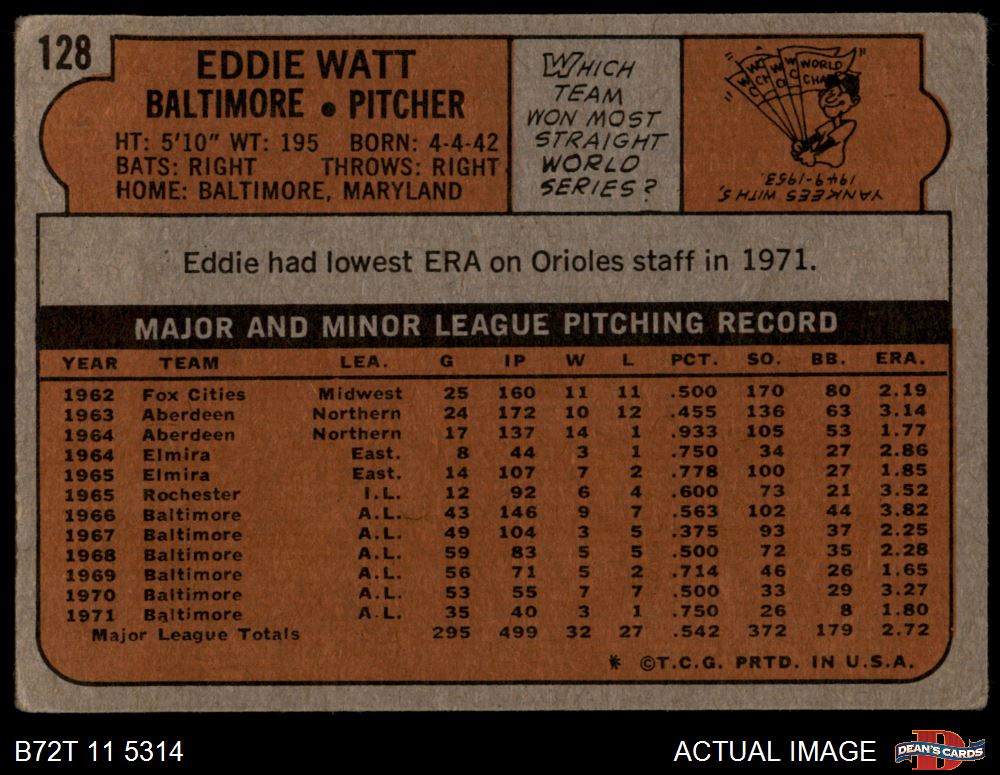 128
EDDIE WATT
BALTIMORE • PITCHER
HT: 5'10" WT: 195 BORN: 4-4-42
BATS: RIGHT THROWS: RIGHT
HOME: BALTIMORE, MARYLAND
WHICH
TEAM
WON MOST
STRAIGHT
WORLD
SERIES?
WORLD
CHAM
YANKEES WITH 5,
1949-1953.
Eddie had lowest ERA on Orioles staff in 1971.
MAJOR AND MINOR LEAGUE PITCHING RECORD
YEAR TEAM LEA. G IP W L PCT. SO. BB. ERA.
1962 Fox Cities Midwest 25 160 11 11 .500 170 80 2.19
1963 Aberdeen Northern 24 172 10 12 .455 136 63 3.14
1964 Aberdeen Northern 17 137 14 1 .933 105 53 1.77
1964 Elmira East. 8 44 3 1 .750 34 27 2.86
1965 Elmira East. 14 107 7 2 .778 100 27 1.85
1965 Rochester I.L. 12 92 6 4 .600 73 21 3.52
1966 Baltimore A.L. 43 146 9 7 .563 102 44 3.82
1967 Baltimore A.L. 49 104 3 5 .375 93 37 2.25
1968 Baltimore A.L. 59 83 5 5 .500 72 35 2.28
1969 Baltimore A.L. 56 71 5 2 .714 46 26 1.65
1970 Baltimore A.L. 53 55 7 7 .500 33 29 3.27
1971 Baltimore A.L. 35 40 3 1 .750 26 8 1.80
Major League Totals 295 499 32 27 .542 372 179 2.72
* ©T.C.G. PRTD. IN U.S.A.
B72T 11 5314
ACTUAL IMAGE
DEAN'S CARDS